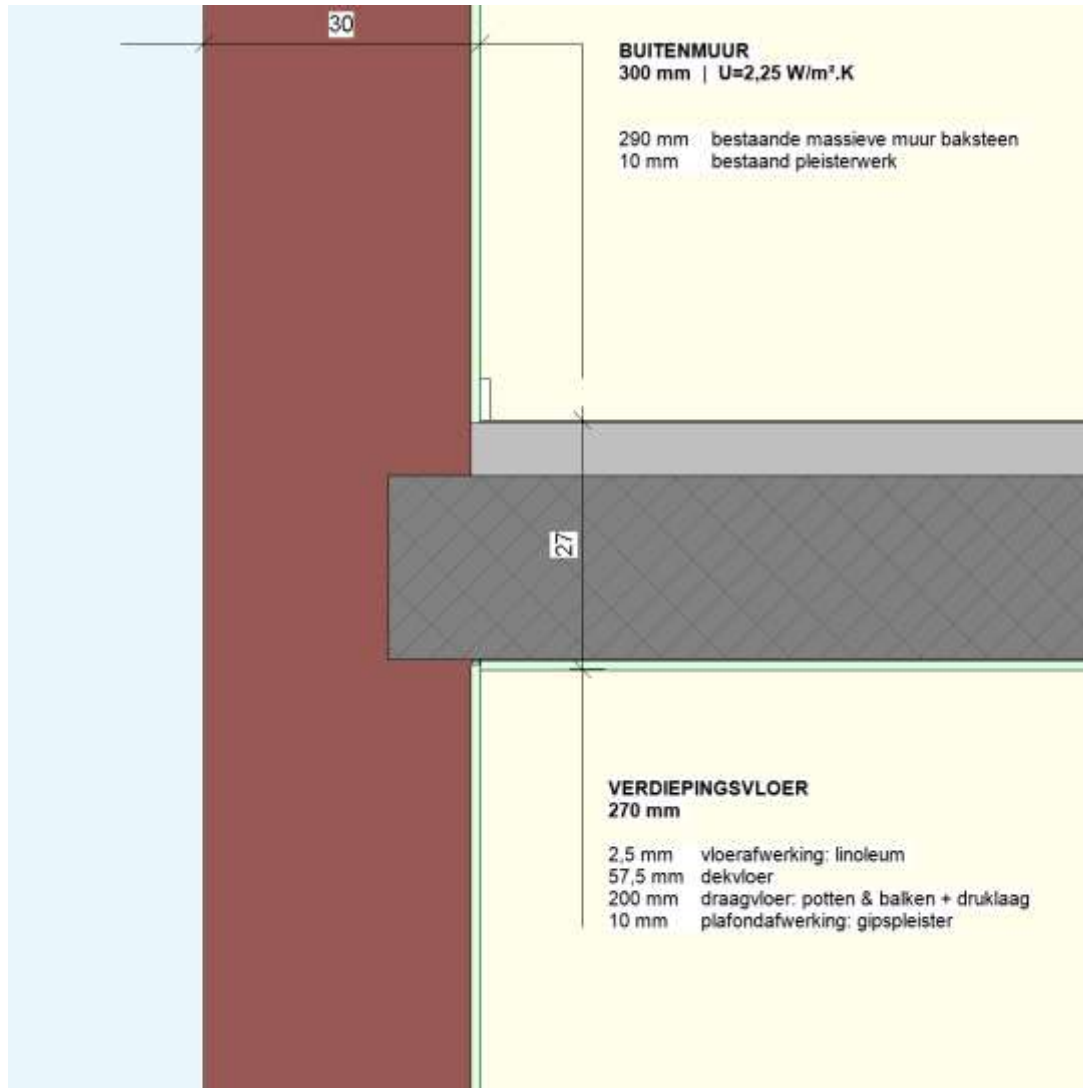 30
BUITENMUUR
300 mm | U=2,25 W/m².K
290 mm bestaande massieve muur baksteen
10 mm bestaand pleisterwerk
27
VERDIEPINGSVLOER
270 mm
2,5 mm vloerafwerking: linoleum
57,5 mm dekvloer
200 mm draagvloer: potten & balken + druklaag
10 mm plafondafwerking: gipspleister